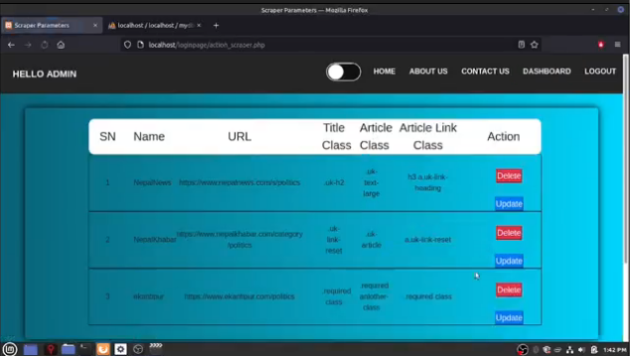 Scraper Parameters — Mozilla Firefox
Scraper Parameters
localhost / localhost / mydb
localhost/loginpage/action_scraper.php
HELLO ADMIN
HOME ABOUT US CONTACT US DASHBOARD LOGOUT
SN Name URL Title Class Article Class Article Link Class Action
1 NepalNews https://www.nepalnews.com/s/politics .uk-h2 .uk-text-large h3 a.uk-link-heading Delete
Update
2 NepalKhabar https://www.nepalkhabar.com/category/politics .uk-link-reset .uk-article a.uk-link-reset Delete
Update
3 ekantipur https://www.ekantipur.com/politics .required class .required another-class required class Delete
Update
1:42 PM